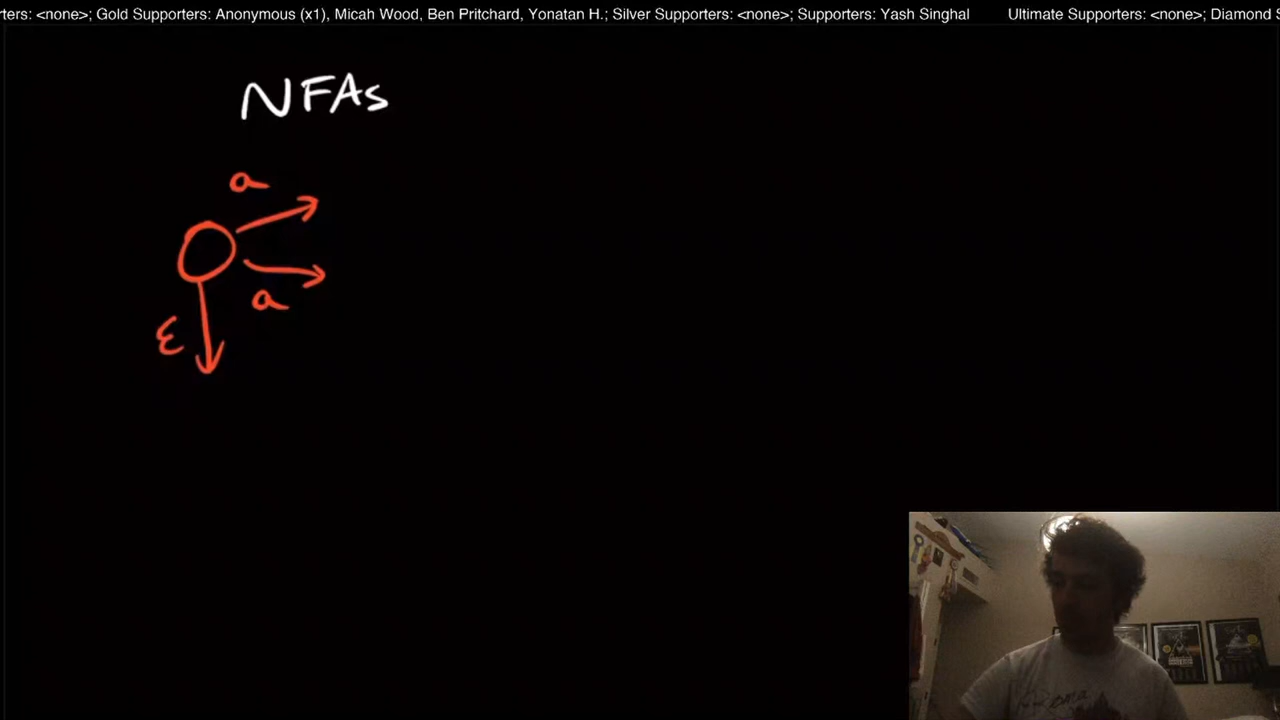 rters: <none>; Gold Supporters: Anonymous (x1), Micah Wood, Ben Pritchard, Yonatan H.; Silver Supporters: <none>; Supporters: Yash Singhal Ultimate Supporters: <none>; Diamond S
NFAs
a
a
ε